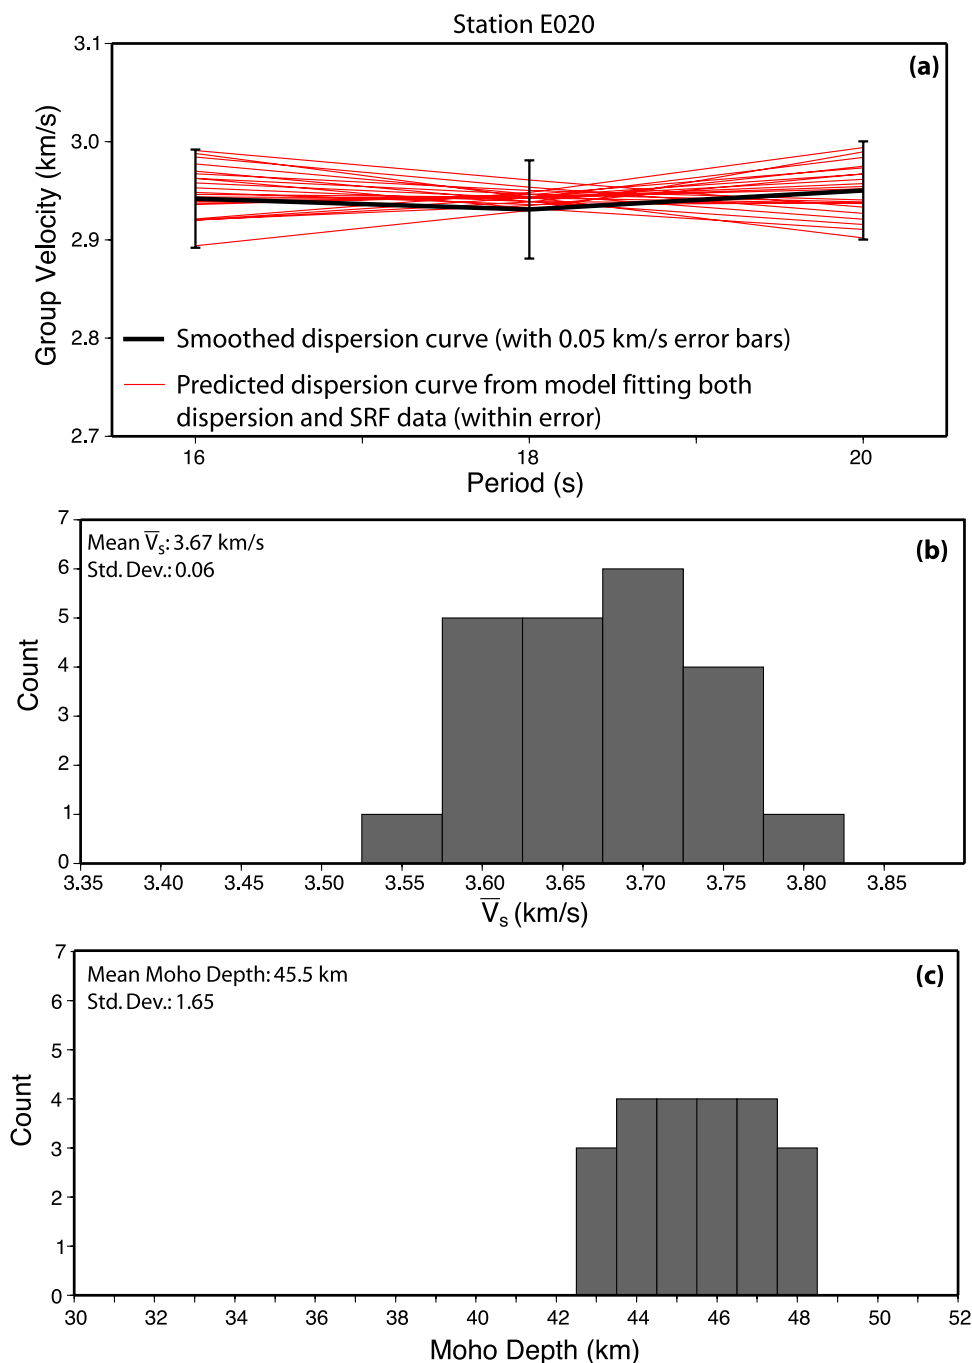 Station E020
(a)
3.1
3.0
2.9
2.8
2.7
Group Velocity (km/s)
Smoothed dispersion curve (with 0.05 km/s error bars)
Predicted dispersion curve from model fitting both
dispersion and SRF data (within error)
16 18 20
Period (s)
(b)
Mean V̅s: 3.67 km/s
Std. Dev.: 0.06
7
6
5
4
3
2
1
0
Count
3.35 3.40 3.45 3.50 3.55 3.60 3.65 3.70 3.75 3.80 3.85
V̅s (km/s)
(c)
Mean Moho Depth: 45.5 km
Std. Dev.: 1.65
7
6
5
4
3
2
1
0
Count
30 32 34 36 38 40 42 44 46 48 50 52
Moho Depth (km)